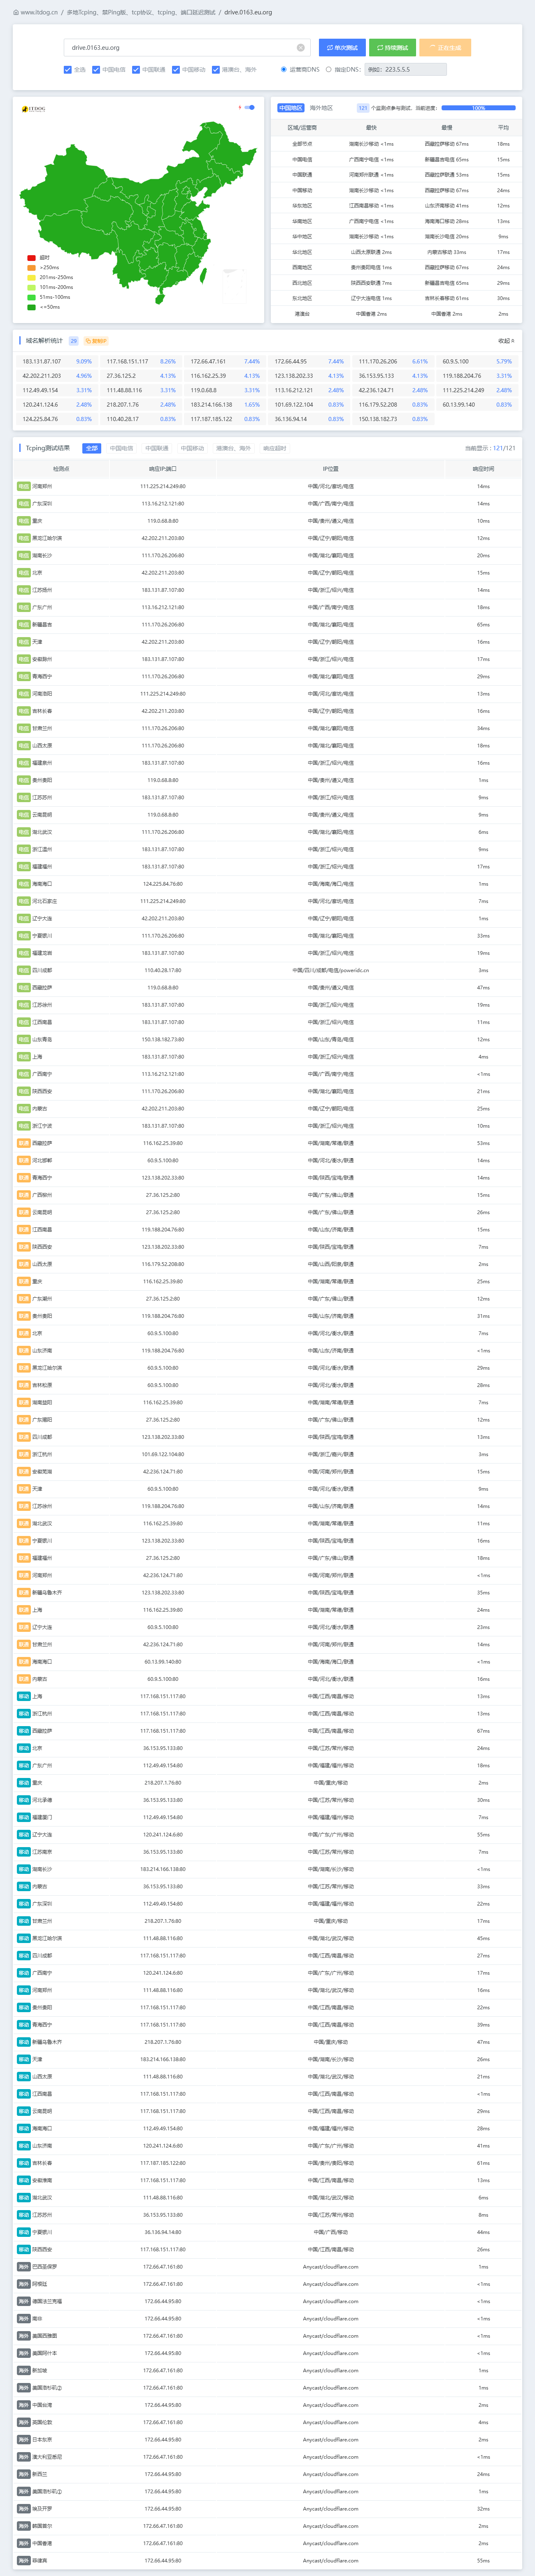 www.itdog.cn / 多线Tcping、禁Ping版、tcp协议、tcping、端口延迟测试 / drive.0163.eu.org
drive.0163.eu.org 单次测试 持续测试
全选 中国电信 中国联通 中国移动 港澳台、海外 运营商DNS 指定DNS: 例如：223.5.5.5
ITDOG
超时
>250ms
201ms-250ms
101ms-200ms
51ms-100ms
<=50ms
中国地区 海外地区 121 个监测点参与测试，当前进度: 100%
区域/运营商 最快 最慢 平均
全部节点 湖南长沙移动 <1ms 西藏拉萨移动 67ms 18ms
中国电信 广西南宁电信 <1ms 新疆昌吉电信 65ms 15ms
中国联通 河南郑州联通 <1ms 西藏拉萨联通 53ms 15ms
中国移动 湖南长沙移动 <1ms 西藏拉萨移动 67ms 24ms
华东地区 江西南昌移动 <1ms 山东济南移动 41ms 12ms
华南地区 广西南宁电信 <1ms 海南海口移动 28ms 13ms
华中地区 湖南长沙移动 <1ms 湖南长沙电信 20ms 9ms
华北地区 山西太原联通 2ms 内蒙古移动 33ms 17ms
西南地区 贵州贵阳电信 1ms 西藏拉萨移动 67ms 24ms
西北地区 陕西西安联通 7ms 新疆昌吉电信 65ms 29ms
东北地区 辽宁大连电信 1ms 吉林长春移动 61ms 30ms
港澳台 中国香港 2ms 中国香港 2ms 2ms
域名解析统计 29 复制IP 收起
183.131.87.107 9.09% 117.168.151.117 8.26% 172.66.47.161 7.44% 172.66.44.95 7.44% 111.170.26.206 6.61% 60.9.5.100 5.79%
42.202.211.203 4.96% 27.36.125.2 4.13% 116.162.25.39 4.13% 123.138.202.33 4.13% 36.153.95.133 4.13% 119.188.204.76 3.31%
112.49.49.154 3.31% 111.48.88.116 3.31% 119.0.68.8 3.31% 113.16.212.121 2.48% 42.236.124.71 2.48% 111.225.214.249 2.48%
120.241.124.6 2.48% 218.207.1.76 2.48% 183.214.166.138 1.65% 101.69.122.104 0.83% 116.179.52.208 0.83% 60.13.99.140 0.83%
124.225.84.76 0.83% 110.40.28.17 0.83% 117.187.185.122 0.83% 36.136.94.14 0.83% 150.138.182.73 0.83%
Tcping测试结果 全部 中国电信 中国联通 中国移动 港澳台、海外 响应超时 当前显示：121/121
检测点 响应IP:端口 IP位置 响应时间
电信 河南郑州 111.225.214.249:80 中国/河北/廊坊/电信 14ms
电信 广东深圳 113.16.212.121:80 中国/广西/南宁/电信 14ms
电信 重庆 119.0.68.8:80 中国/贵州/遵义/电信 10ms
电信 黑龙江哈尔滨 42.202.211.203:80 中国/辽宁/朝阳/电信 12ms
电信 湖南长沙 111.170.26.206:80 中国/湖北/襄阳/电信 20ms
电信 北京 42.202.211.203:80 中国/辽宁/朝阳/电信 15ms
电信 江苏扬州 183.131.87.107:80 中国/浙江/绍兴/电信 14ms
电信 广东广州 113.16.212.121:80 中国/广西/南宁/电信 18ms
电信 新疆昌吉 111.170.26.206:80 中国/湖北/襄阳/电信 65ms
电信 天津 42.202.211.203:80 中国/辽宁/朝阳/电信 16ms
电信 安徽滁州 183.131.87.107:80 中国/浙江/绍兴/电信 17ms
电信 青海西宁 111.170.26.206:80 中国/湖北/襄阳/电信 29ms
电信 河南洛阳 111.225.214.249:80 中国/河北/廊坊/电信 13ms
电信 吉林长春 42.202.211.203:80 中国/辽宁/朝阳/电信 16ms
电信 甘肃兰州 111.170.26.206:80 中国/湖北/襄阳/电信 34ms
电信 山西太原 111.170.26.206:80 中国/湖北/襄阳/电信 18ms
电信 福建泉州 183.131.87.107:80 中国/浙江/绍兴/电信 16ms
电信 贵州贵阳 119.0.68.8:80 中国/贵州/遵义/电信 1ms
电信 江苏苏州 183.131.87.107:80 中国/浙江/绍兴/电信 9ms
电信 云南昆明 119.0.68.8:80 中国/贵州/遵义/电信 9ms
电信 湖北武汉 111.170.26.206:80 中国/湖北/襄阳/电信 6ms
电信 浙江温州 183.131.87.107:80 中国/浙江/绍兴/电信 9ms
电信 福建福州 183.131.87.107:80 中国/浙江/绍兴/电信 17ms
电信 海南海口 124.225.84.76:80 中国/海南/海口/电信 1ms
电信 河北石家庄 111.225.214.249:80 中国/河北/廊坊/电信 7ms
电信 辽宁大连 42.202.211.203:80 中国/辽宁/朝阳/电信 1ms
电信 宁夏银川 111.170.26.206:80 中国/湖北/襄阳/电信 33ms
电信 福建龙岩 183.131.87.107:80 中国/浙江/绍兴/电信 19ms
电信 四川成都 110.40.28.17:80 中国/四川/成都/电信/poweridc.cn 3ms
电信 西藏拉萨 119.0.68.8:80 中国/贵州/遵义/电信 47ms
电信 江苏徐州 183.131.87.107:80 中国/浙江/绍兴/电信 19ms
电信 江西南昌 183.131.87.107:80 中国/浙江/绍兴/电信 11ms
电信 山东青岛 150.138.182.73:80 中国/山东/青岛/电信 12ms
电信 上海 183.131.87.107:80 中国/浙江/绍兴/电信 4ms
电信 广西南宁 113.16.212.121:80 中国/广西/南宁/电信 <1ms
电信 陕西西安 111.170.26.206:80 中国/湖北/襄阳/电信 21ms
电信 内蒙古 42.202.211.203:80 中国/辽宁/朝阳/电信 25ms
电信 浙江宁波 183.131.87.107:80 中国/浙江/绍兴/电信 10ms
联通 西藏拉萨 116.162.25.39:80 中国/湖南/常德/联通 53ms
联通 河北邯郸 60.9.5.100:80 中国/河北/衡水/联通 14ms
联通 青海西宁 123.138.202.33:80 中国/陕西/宝鸡/联通 14ms
联通 广西柳州 27.36.125.2:80 中国/广东/佛山/联通 15ms
联通 云南昆明 27.36.125.2:80 中国/广东/佛山/联通 26ms
联通 江西南昌 119.188.204.76:80 中国/山东/济南/联通 15ms
联通 陕西西安 123.138.202.33:80 中国/陕西/宝鸡/联通 7ms
联通 山西太原 116.179.52.208:80 中国/山西/阳泉/联通 2ms
联通 重庆 116.162.25.39:80 中国/湖南/常德/联通 25ms
联通 广东潮州 27.36.125.2:80 中国/广东/佛山/联通 12ms
联通 贵州贵阳 119.188.204.76:80 中国/山东/济南/联通 31ms
联通 北京 60.9.5.100:80 中国/河北/衡水/联通 7ms
联通 山东济南 119.188.204.76:80 中国/山东/济南/联通 <1ms
联通 黑龙江哈尔滨 60.9.5.100:80 中国/河北/衡水/联通 29ms
联通 吉林松原 60.9.5.100:80 中国/河北/衡水/联通 28ms
联通 湖南益阳 116.162.25.39:80 中国/湖南/常德/联通 7ms
联通 广东揭阳 27.36.125.2:80 中国/广东/佛山/联通 12ms
联通 四川成都 123.138.202.33:80 中国/陕西/宝鸡/联通 13ms
联通 浙江杭州 101.69.122.104:80 中国/浙江/嘉兴/联通 3ms
联通 安徽芜湖 42.236.124.71:80 中国/河南/郑州/联通 15ms
联通 天津 60.9.5.100:80 中国/河北/衡水/联通 9ms
联通 江苏徐州 119.188.204.76:80 中国/山东/济南/联通 14ms
联通 湖北武汉 116.162.25.39:80 中国/湖南/常德/联通 11ms
联通 宁夏银川 123.138.202.33:80 中国/陕西/宝鸡/联通 16ms
联通 福建福州 27.36.125.2:80 中国/广东/佛山/联通 18ms
联通 河南郑州 42.236.124.71:80 中国/河南/郑州/联通 <1ms
联通 新疆乌鲁木齐 123.138.202.33:80 中国/陕西/宝鸡/联通 35ms
联通 上海 116.162.25.39:80 中国/湖南/常德/联通 24ms
联通 辽宁大连 60.9.5.100:80 中国/河北/衡水/联通 23ms
联通 甘肃兰州 42.236.124.71:80 中国/河南/郑州/联通 14ms
联通 海南海口 60.13.99.140:80 中国/海南/海口/联通 <1ms
联通 内蒙古 60.9.5.100:80 中国/河北/衡水/联通 16ms
移动 上海 117.168.151.117:80 中国/江西/南昌/移动 13ms
移动 浙江杭州 117.168.151.117:80 中国/江西/南昌/移动 13ms
移动 西藏拉萨 117.168.151.117:80 中国/江西/南昌/移动 67ms
移动 北京 36.153.95.133:80 中国/江苏/常州/移动 24ms
移动 广东广州 112.49.49.154:80 中国/福建/福州/移动 18ms
移动 重庆 218.207.1.76:80 中国/重庆/移动 2ms
移动 河北承德 36.153.95.133:80 中国/江苏/常州/移动 30ms
移动 福建厦门 112.49.49.154:80 中国/福建/福州/移动 7ms
移动 辽宁大连 120.241.124.6:80 中国/广东/广州/移动 55ms
移动 江苏南京 36.153.95.133:80 中国/江苏/常州/移动 7ms
移动 湖南长沙 183.214.166.138:80 中国/湖南/长沙/移动 <1ms
移动 内蒙古 36.153.95.133:80 中国/江苏/常州/移动 33ms
移动 广东深圳 112.49.49.154:80 中国/福建/福州/移动 22ms
移动 甘肃兰州 218.207.1.76:80 中国/重庆/移动 17ms
移动 黑龙江哈尔滨 111.48.88.116:80 中国/湖北/武汉/移动 45ms
移动 四川成都 117.168.151.117:80 中国/江西/南昌/移动 27ms
移动 广西南宁 120.241.124.6:80 中国/广东/广州/移动 17ms
移动 河南郑州 111.48.88.116:80 中国/湖北/武汉/移动 16ms
移动 贵州贵阳 117.168.151.117:80 中国/江西/南昌/移动 22ms
移动 青海西宁 117.168.151.117:80 中国/江西/南昌/移动 39ms
移动 新疆乌鲁木齐 218.207.1.76:80 中国/重庆/移动 47ms
移动 天津 183.214.166.138:80 中国/湖南/长沙/移动 26ms
移动 山西太原 111.48.88.116:80 中国/湖北/武汉/移动 21ms
移动 江西南昌 117.168.151.117:80 中国/江西/南昌/移动 <1ms
移动 云南昆明 117.168.151.117:80 中国/江西/南昌/移动 29ms
移动 海南海口 112.49.49.154:80 中国/福建/福州/移动 28ms
移动 山东济南 120.241.124.6:80 中国/广东/广州/移动 41ms
移动 吉林长春 117.187.185.122:80 中国/贵州/贵阳/移动 61ms
移动 安徽淮南 117.168.151.117:80 中国/江西/南昌/移动 13ms
移动 湖北武汉 111.48.88.116:80 中国/湖北/武汉/移动 6ms
移动 江苏苏州 36.153.95.133:80 中国/江苏/常州/移动 8ms
移动 宁夏银川 36.136.94.14:80 中国/广西/移动 44ms
移动 陕西西安 117.168.151.117:80 中国/江西/南昌/移动 26ms
海外 巴西圣保罗 172.66.47.161:80 Anycast/cloudflare.com 1ms
海外 阿根廷 172.66.47.161:80 Anycast/cloudflare.com <1ms
海外 德国法兰克福 172.66.44.95:80 Anycast/cloudflare.com <1ms
海外 南非 172.66.44.95:80 Anycast/cloudflare.com <1ms
海外 美国西雅图 172.66.47.161:80 Anycast/cloudflare.com <1ms
海外 美国阿什本 172.66.44.95:80 Anycast/cloudflare.com <1ms
海外 新加坡 172.66.47.161:80 Anycast/cloudflare.com 1ms
海外 美国洛杉矶② 172.66.47.161:80 Anycast/cloudflare.com 1ms
海外 中国台湾 172.66.44.95:80 Anycast/cloudflare.com 2ms
海外 英国伦敦 172.66.47.161:80 Anycast/cloudflare.com 4ms
海外 日本东京 172.66.44.95:80 Anycast/cloudflare.com 2ms
海外 澳大利亚悉尼 172.66.47.161:80 Anycast/cloudflare.com <1ms
海外 新西兰 172.66.44.95:80 Anycast/cloudflare.com 24ms
海外 美国洛杉矶① 172.66.44.95:80 Anycast/cloudflare.com 1ms
海外 埃及开罗 172.66.44.95:80 Anycast/cloudflare.com 32ms
海外 韩国首尔 172.66.44.95:80 Anycast/cloudflare.com 2ms
海外 中国香港 172.66.47.161:80 Anycast/cloudflare.com 2ms
海外 菲律宾 172.66.44.95:80 Anycast/cloudflare.com 55ms